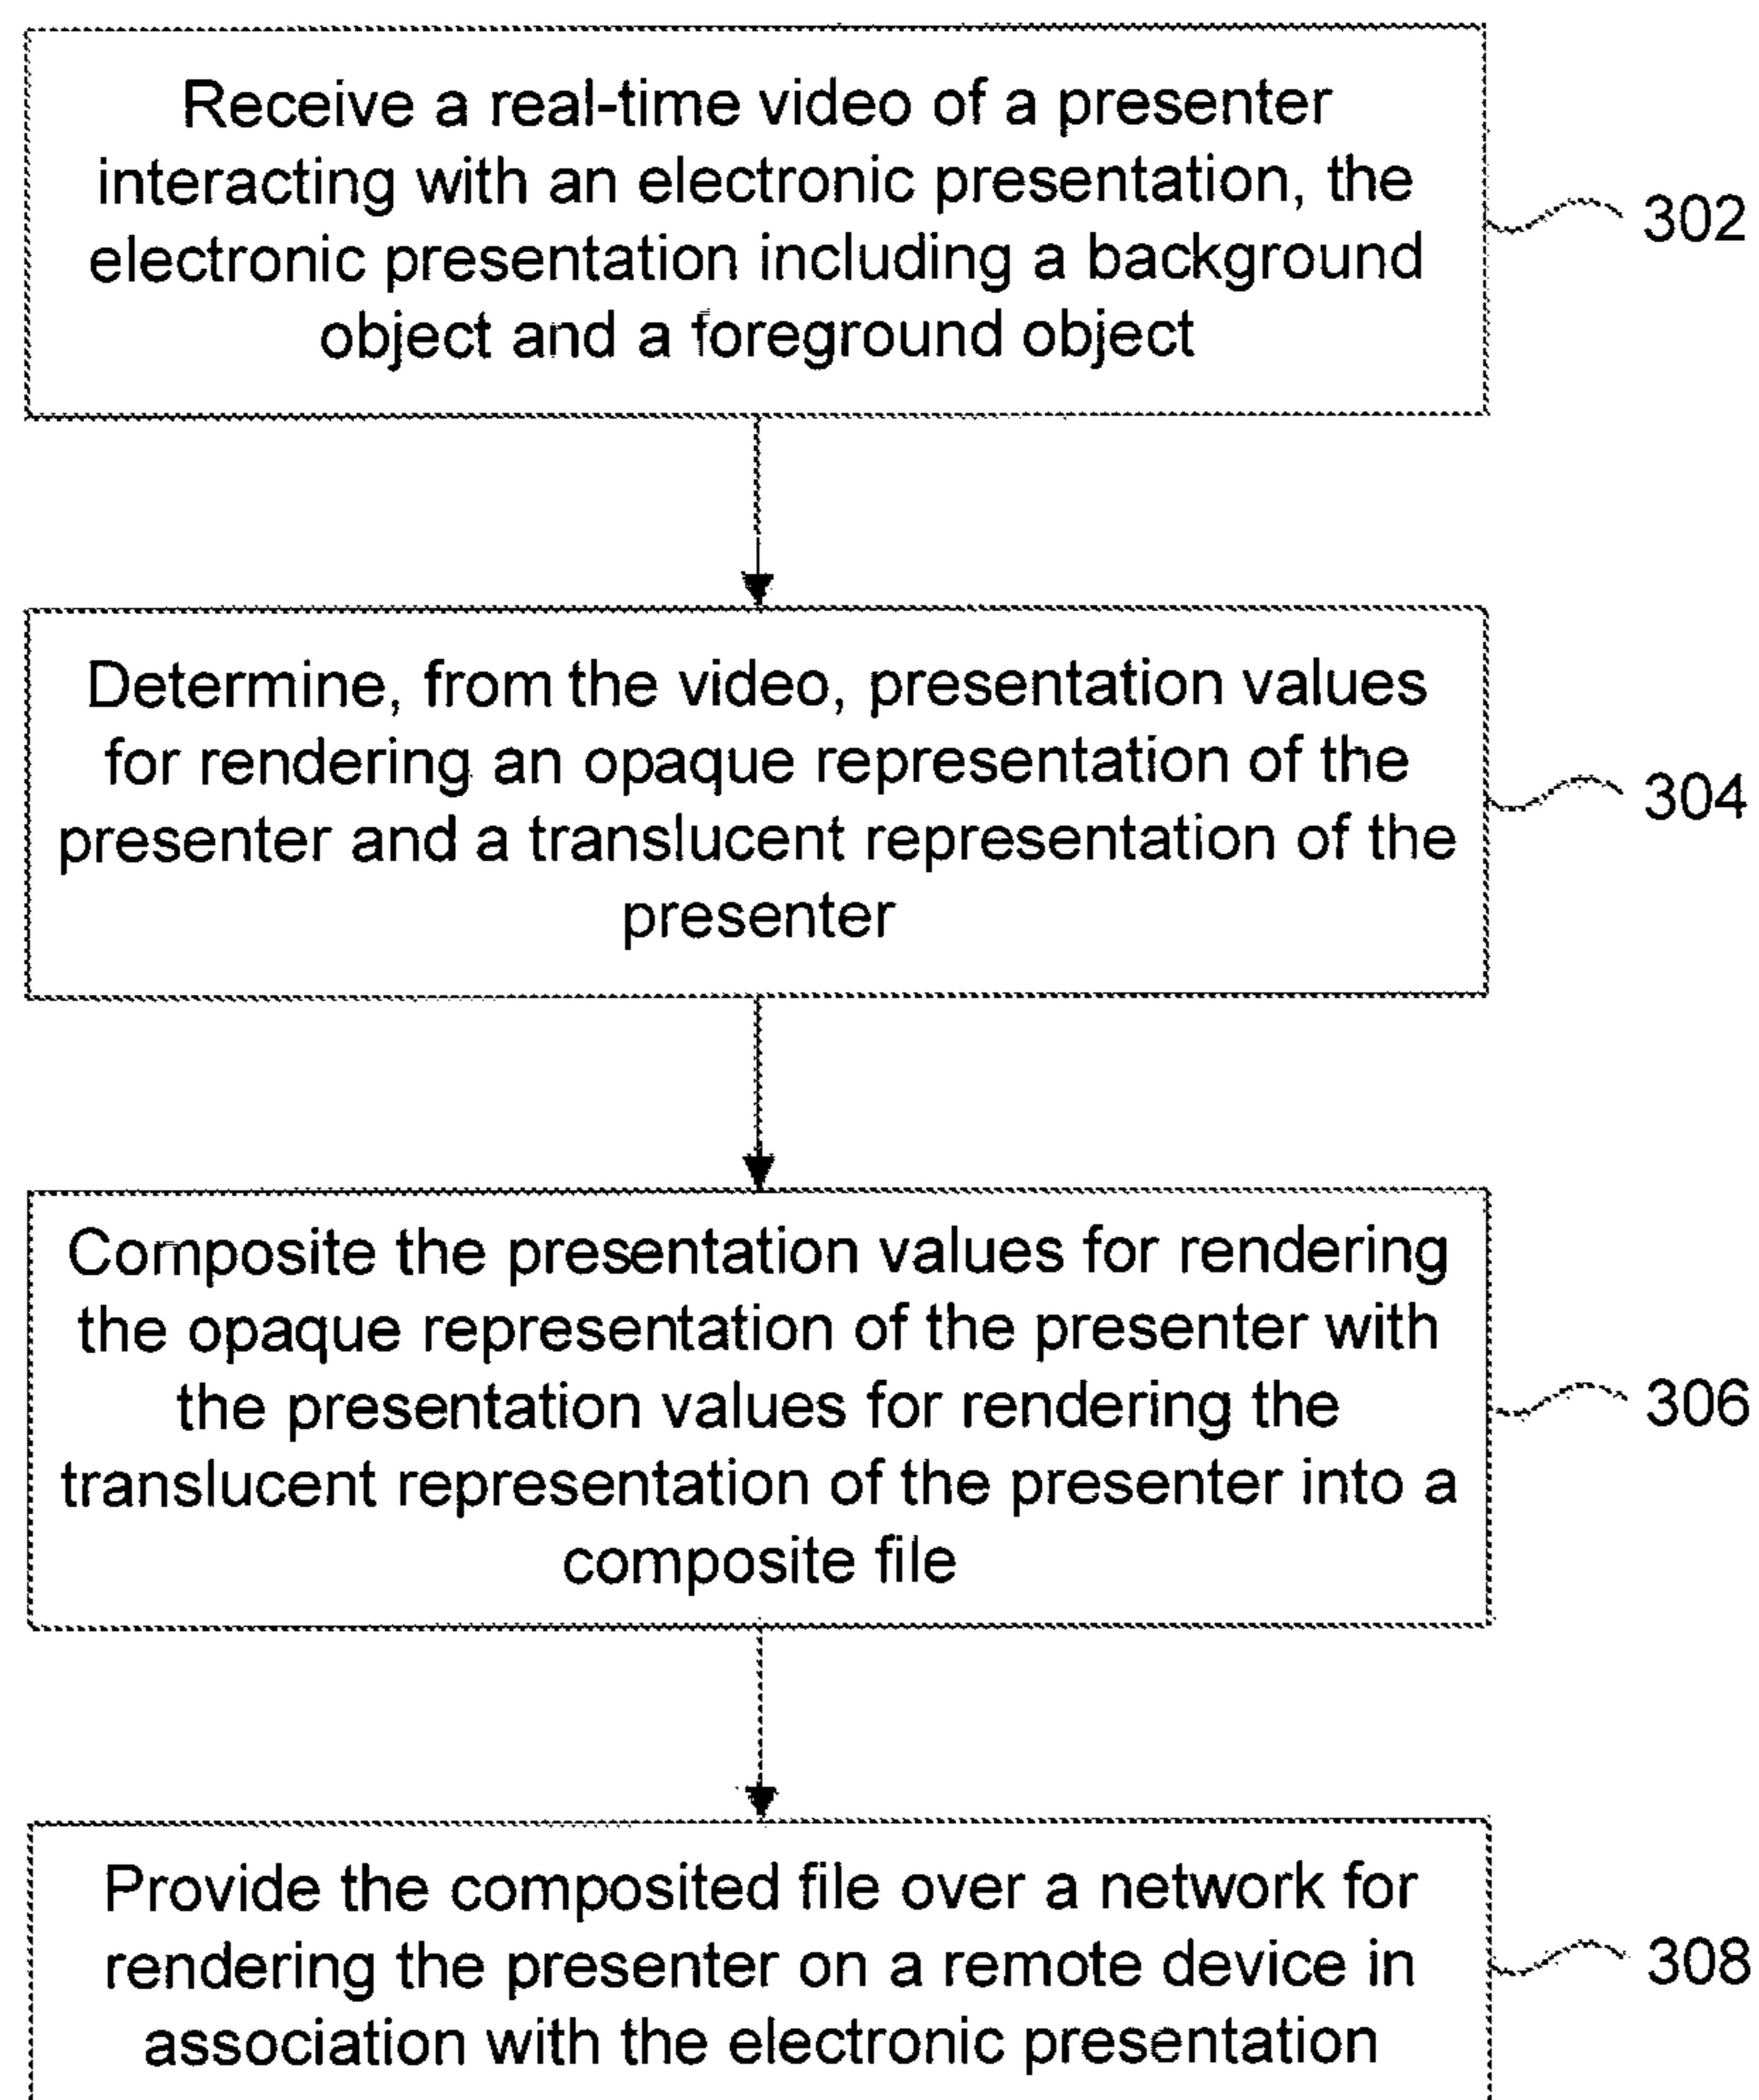 Receive a real-time video of a presenter
interacting with an electronic presentation, the
electronic presentation including a background
object and a foreground object
302
Determine, from the video, presentation values
for rendering an opaque representation of the
presenter and a translucent representation of the
presenter
304
Composite the presentation values for rendering
the opaque representation of the presenter with
the presentation values for rendering the
translucent representation of the presenter into a
composite file
306
Provide the composited file over a network for
rendering the presenter on a remote device in
association with the electronic presentation
308